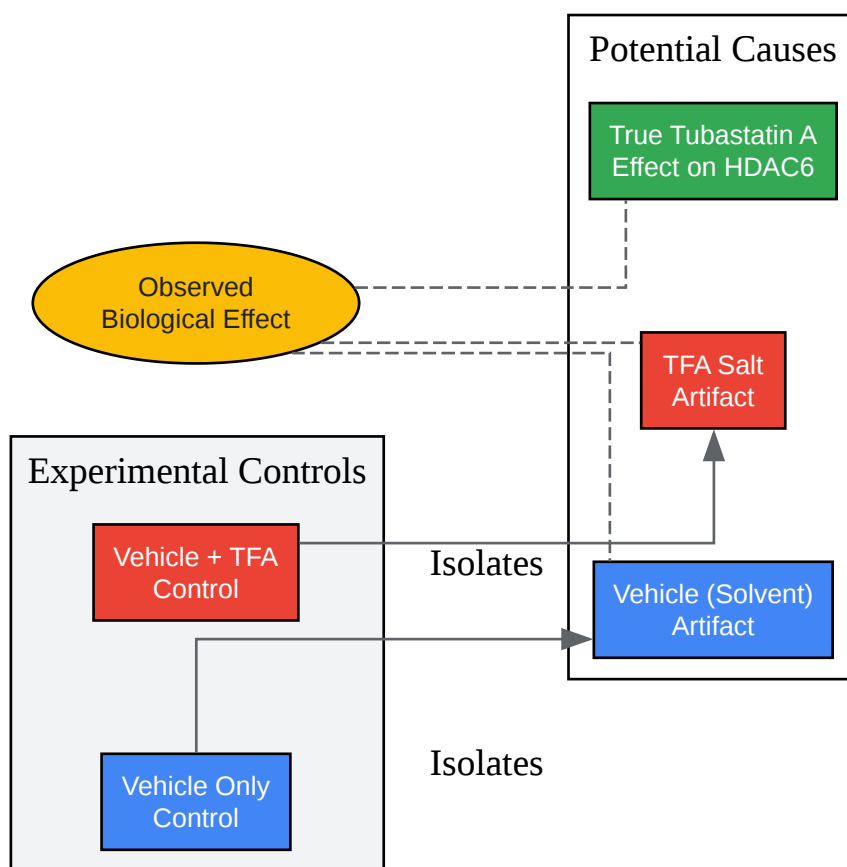 Potential Causes
True Tubastatin A
Effect on HDAC6
Observed
Biological Effect
TFA Salt
Artifact
Experimental Controls
Vehicle + TFA
Control
Isolates
Vehicle (Solvent)
Artifact
Vehicle Only
Control
Isolates